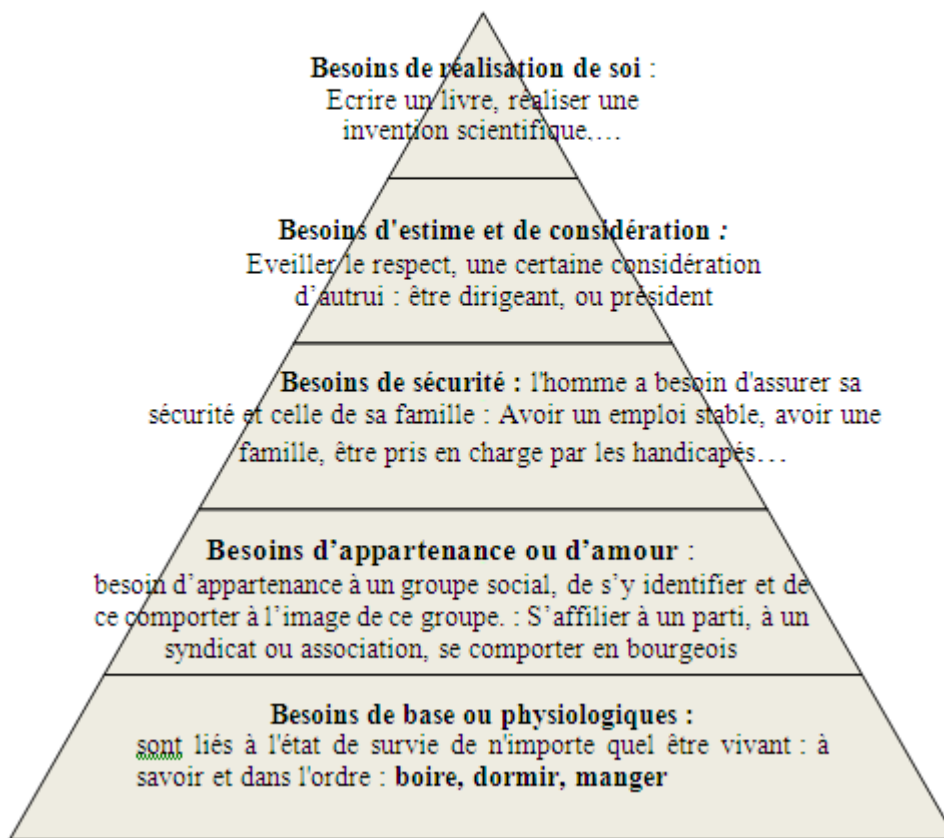 Besoins de réalisation de soi :
Ecrire un livre, réaliser une
invention scientifique,…
Besoins d'estime et de considération :
Eveiller le respect, une certaine considération
d’autrui : être dirigeant, ou président
Besoins de sécurité : l'homme a besoin d'assurer sa
sécurité et celle de sa famille : Avoir un emploi stable, avoir une
famille, être pris en charge par les handicapés…
Besoins d’appartenance ou d’amour :
besoin d’appartenance à un groupe social, de s’y identifier et de
ce comporter à l’image de ce groupe. : S’affilier à un parti, à un
syndicat ou association, se comporter en bourgeois
Besoins de base ou physiologiques :
sont liés à l'état de survie de n'importe quel être vivant : à
savoir et dans l'ordre : boire, dormir, manger